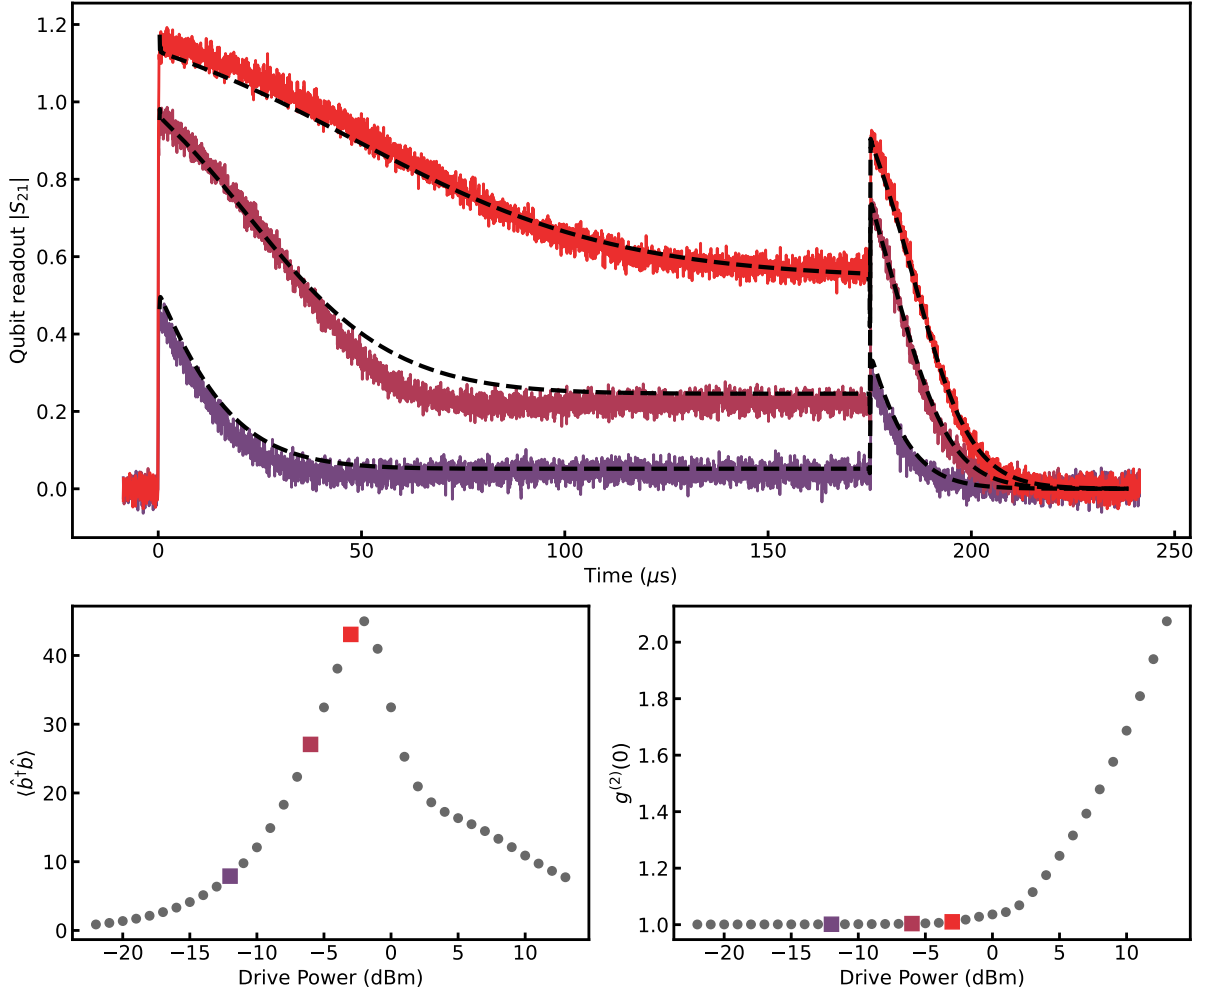 1.2
1.0
0.8
0.6
0.4
0.2
0.0
Qubit readout |S₂₁|
0 50 100 150 200 250
Time (μs)
40
30
20
10
0
⟨b̂†b̂⟩
−20 −15 −10 −5 0 5 10
Drive Power (dBm)
2.0
1.8
1.6
1.4
1.2
1.0
g⁽²⁾(0)
−20 −15 −10 −5 0 5 10
Drive Power (dBm)